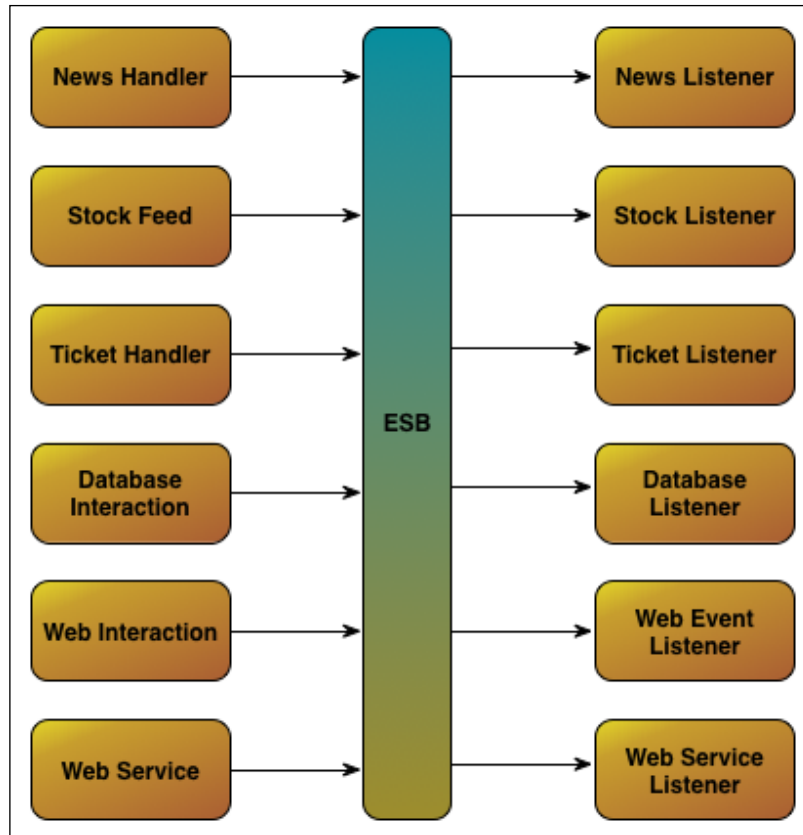 News Handler
News Listener
Stock Feed
Stock Listener
Ticket Handler
Ticket Listener
ESB
Database
Interaction
Database
Listener
Web Interaction
Web Event
Listener
Web Service
Web Service
Listener